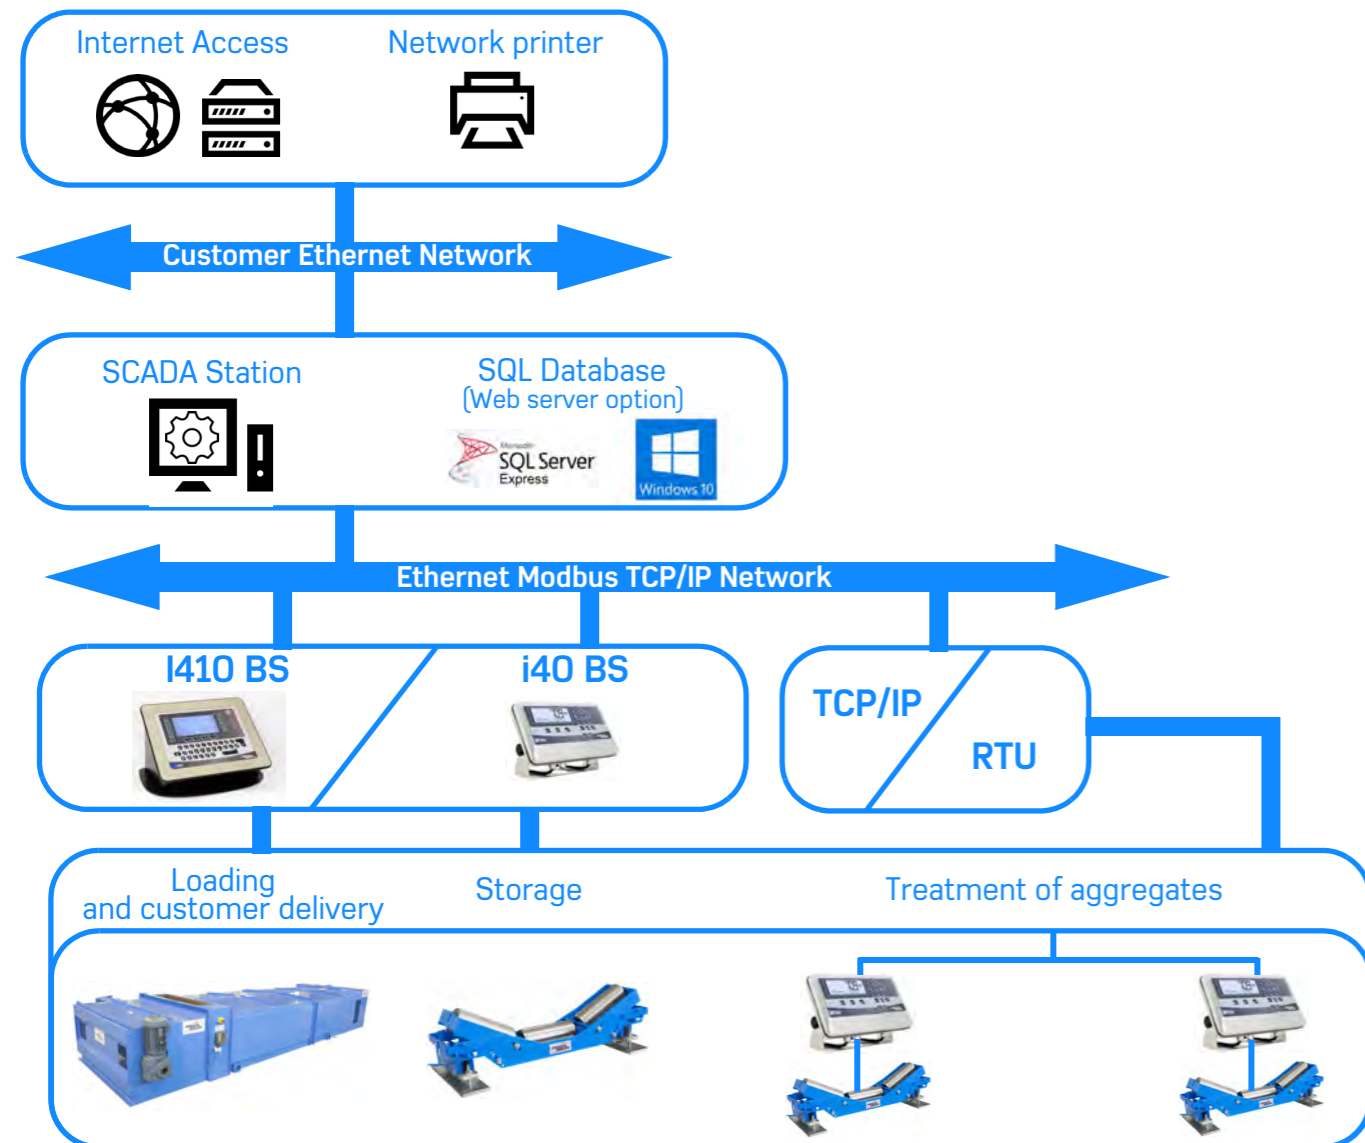 Internet Access
Network printer
Customer Ethernet Network
SCADA Station
SQL Database
(Web server option)
Microsoft
SQL Server
Express
Windows 10
Ethernet Modbus TCP/IP Network
I410 BS
i40 BS
TCP/IP
RTU
Loading
and customer delivery
Storage
Treatment of aggregates